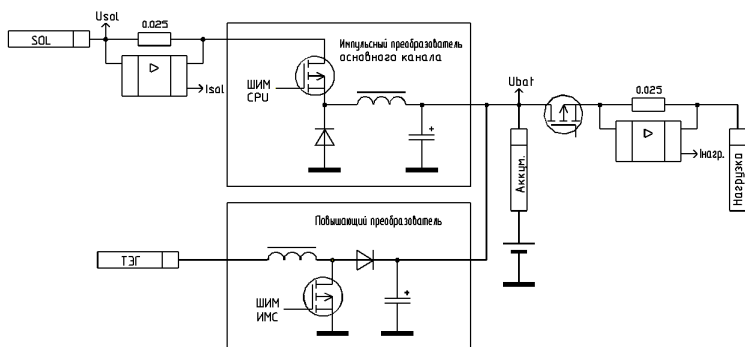 Usol
0.025
SOL
Isol
Импульсный преобразователь
основного канала
ШИМ
CPU
Ubat
0.025
Iнагр.
Аккум.
Нагрузка
Повышающий преобразователь
ТЭГ
ШИМ
ИМС